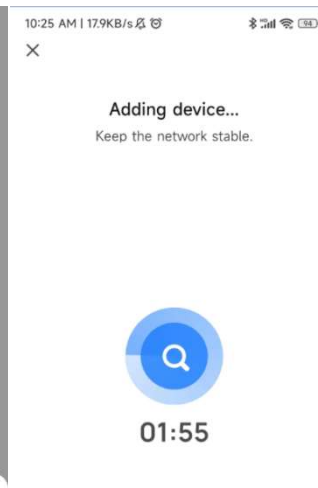 10:25 AM | 17.9KB/s 94
Adding device...
Keep the network stable.
01:55